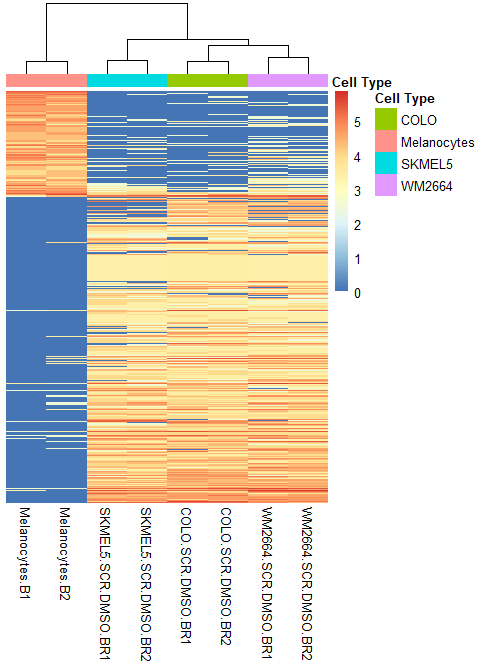 Cell Type
Cell Type
COLO
Melanocytes
SKMEL5
WM2664
5
4
3
2
1
0
Melanocytes.B1
Melanocytes.B2
SKMEL5.SCR.DMSO.BR1
SKMEL5.SCR.DMSO.BR2
COLO.SCR.DMSO.BR1
COLO.SCR.DMSO.BR2
WM2664.SCR.DMSO.BR1
WM2664.SCR.DMSO.BR2